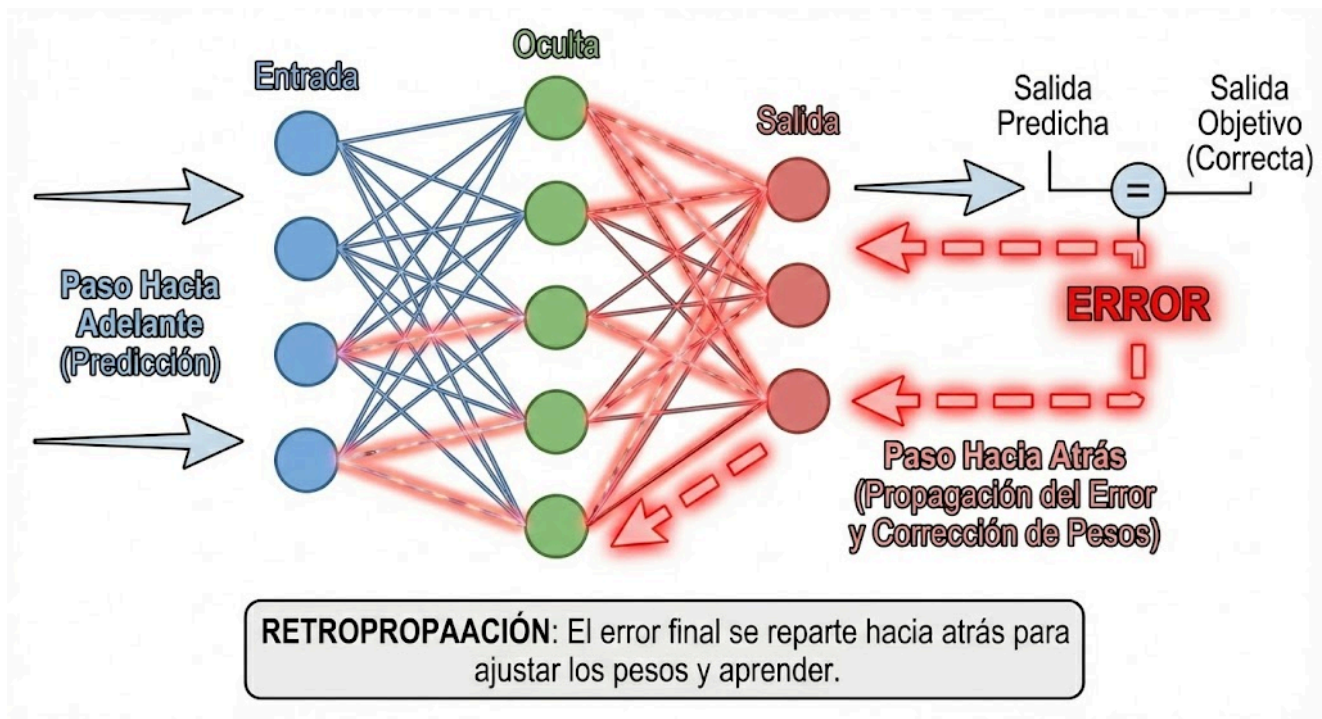 Oculta
Entrada
Salida
Salida
Predicha
Salida
Objetivo
(Correcta)
=
Paso Hacia
Adelante
(Predicción)
ERROR
Paso Hacia Atrás
(Propagación del Error
y Corrección de Pesos)
RETROPROPAACIÓN: El error final se reparte hacia atrás para
ajustar los pesos y aprender.